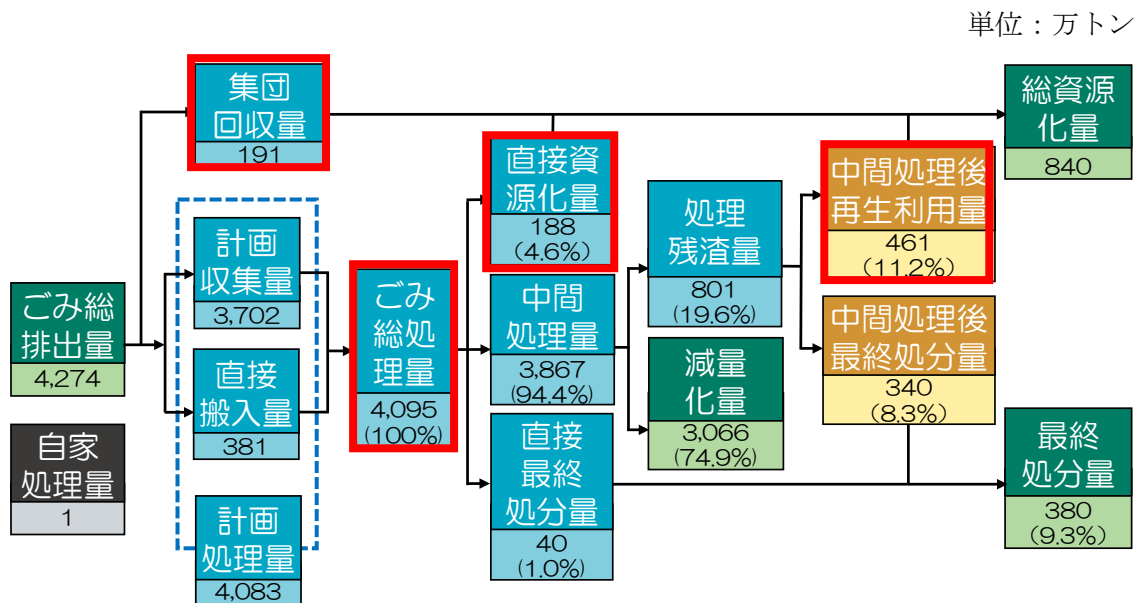 単位：万トン
集団
回収量
191
総資源
化量
840
直接資
源化量
188
(4.6%)
中間処理後
再生利用量
461
(11.2%)
処理
残渣量
801
(19.6%)
計画
収集量
3,702
ごみ
総処
理量
4,095
(100%)
中間
処理量
3,867
(94.4%)
ごみ総
排出量
4,274
中間処理後
最終処分量
340
(8.3%)
減量
化量
3,066
(74.9%)
直接
搬入量
381
自家
処理量
1
直接
最終
処分量
40
(1.0%)
最終
処分量
380
(9.3%)
計画
処理量
4,083